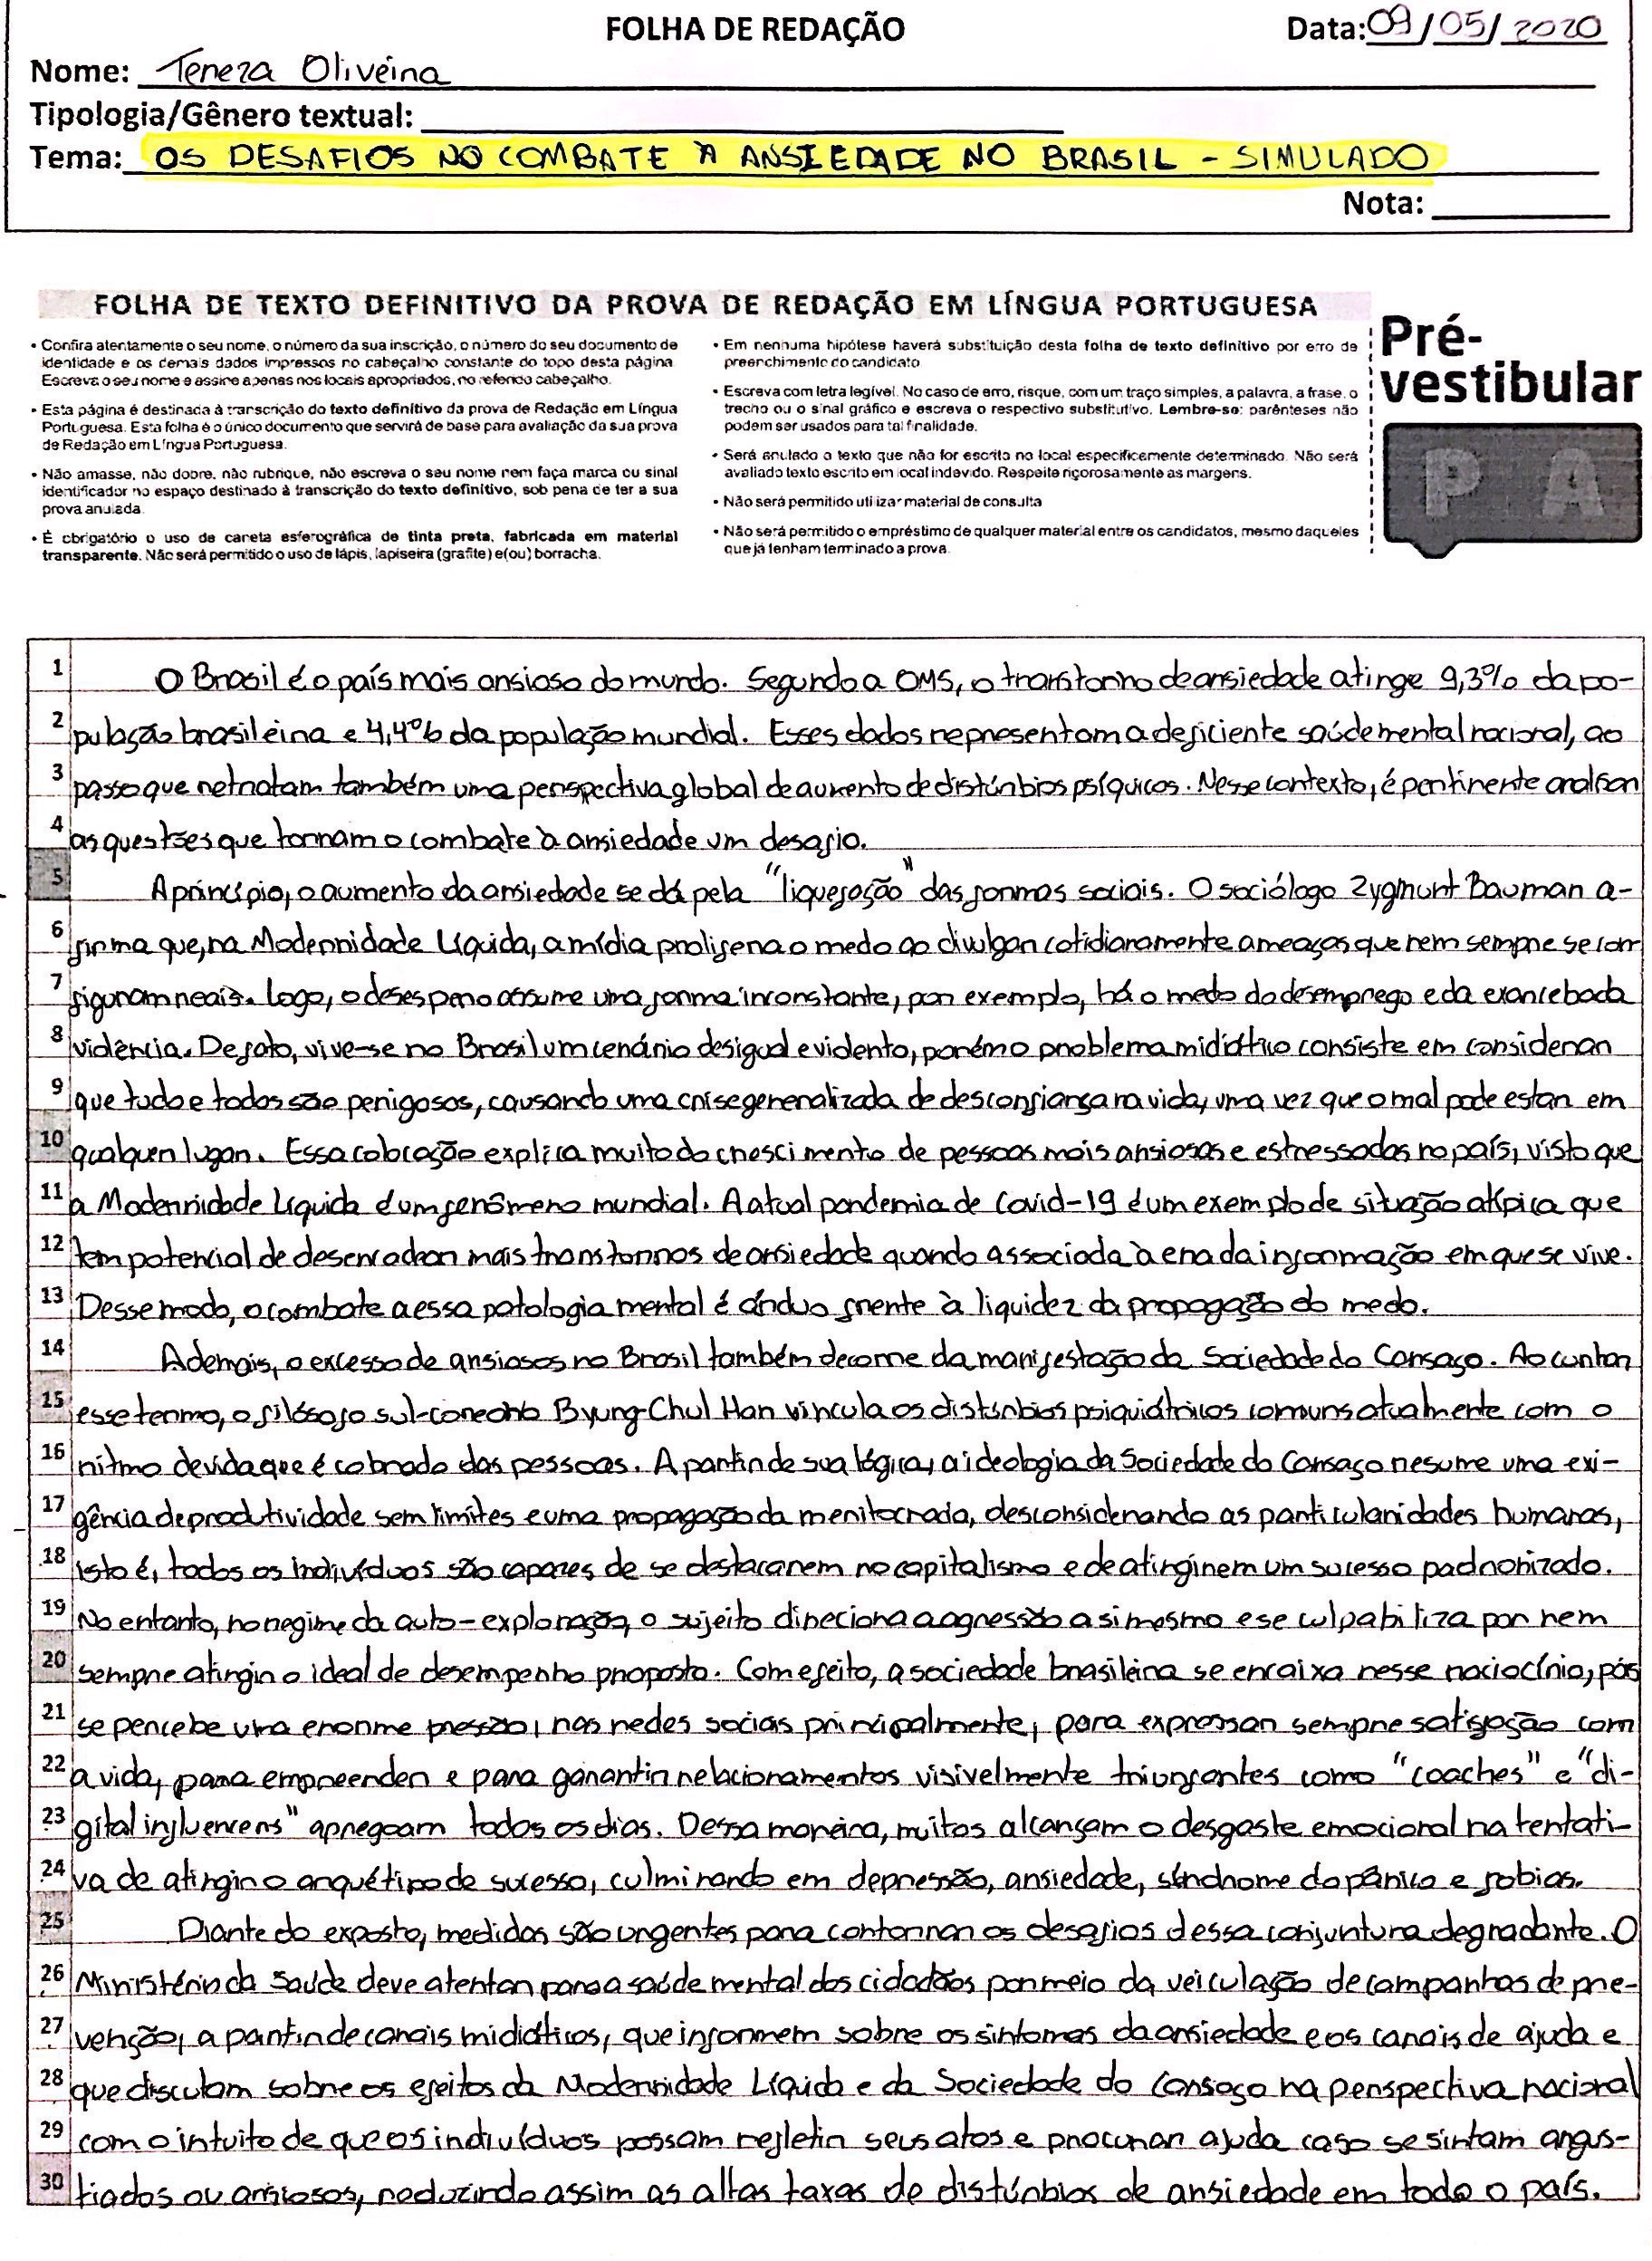 FOLHA DE REDAÇÃO
Data: 09/05/2020
Nome: Tereza Oliveira
Tipologia/Gênero textual:
Tema: OS DESAFIOS NO COMBATE À ANSIEDADE NO BRASIL - SIMULADO
Nota:
FOLHA DE TEXTO DEFINITIVO DA PROVA DE REDAÇÃO EM LÍNGUA PORTUGUESA
• Confira atentamente o seu nome, o número da sua inscrição, o número do seu documento de
identidade e os demais dados impressos no cabeçalho constante do topo desta página.
Escreva o seu nome e assine apenas nos locais apropriados, no referido cabeçalho.
• Esta página é destinada à transcrição do texto definitivo da prova de Redação em Língua
Portuguesa. Esta folha é o único documento que servirá de base para avaliação da sua prova
de Redação em Língua Portuguesa.
• Não amasse, não dobre, não rubrique, não escreva o seu nome nem faça marca ou sinal
identificador no espaço destinado à transcrição do texto definitivo, sob pena de ter a sua
prova anulada.
• É obrigatório o uso de caneta esferográfica de tinta preta, fabricada em material
transparente. Não será permitido o uso de lápis, lapiseira (grafite) e(ou) borracha.
• Em nenhuma hipótese haverá substituição desta folha de texto definitivo por erro de
preenchimento do candidato
• Escreva com letra legível. No caso de erro, risque, com um traço simples, a palavra, a frase, o
trecho ou o sinal gráfico e escreva o respectivo substitutivo. Lembre-se: parênteses não
podem ser usados para tal finalidade.
• Será anulado o texto que não for escrito no local especificamente determinado. Não será
avaliado texto escrito em local indevido. Respeite rigorosamente as margens.
• Não será permitido utilizar material de consulta
• Não será permitido o empréstimo de qualquer material entre os candidatos, mesmo daqueles
que já tenham terminado a prova.
Pré-
vestibular
P A
1 O Brasil é o país mais ansioso do mundo. Segundo a OMS, o transtorno de ansiedade atinge 9,3% da po-
2 pulação brasileira e 4,4% da população mundial. Esses dados representam a deficiente saúde mental nacional, ao
3 passo que retratam também uma perspectiva global de aumento de distúrbios psíquicos. Nesse contexto, é pertinente analisar
4 as questões que tornam o combate à ansiedade um desafio.
5 A princípio, o aumento da ansiedade se dá pela "liquefação" das formas sociais. O sociólogo Zygmunt Bauman a-
6 firma que, na Modernidade Líquida, a mídia prolifera o medo ao divulgar cotidianamente ameaças que nem sempre se con
7 figuram reais. Logo, o desespero assume uma forma inconstante, por exemplo, há o medo do desemprego e da exarcebada
8 violência. De fato, vive-se no Brasil um cenário desigual e violento, porém o problema midiático consiste em considerar
9 que tudo e todos são perigosos, causando uma crise generalizada de desconfiança na vida, uma vez que o mal pode estar em
10 qualquer lugar. Essa colocação explica muito do crescimento de pessoas mais ansiosas e estressadas no país, visto que
11 a Modernidade Líquida é um fenômeno mundial. A atual pandemia de Covid-19 é um exemplo de situação atípica que
12 tem potencial de desencadear mais transtornos de ansiedade quando associada à era da informação em que se vive.
13 Desse modo, o combate a essa patologia mental é árduo frente à liquidez da propagação do medo.
14 Ademais, o excesso de ansiosos no Brasil também decorre da manifestação da Sociedade do Cansaço. Ao cunhar
15 esse termo, o filósofo sul-coreano Byung-Chul Han vincula os distúrbios psiquiátricos comuns atualmente com o
16 ritmo de vida que é cobrado das pessoas. A partir de sua lógica, a ideologia da Sociedade do Cansaço resume uma exi-
17 gência de produtividade sem limites e uma propagação da meritocracia, desconsiderando as particularidades humanas,
18 isto é, todos os indivíduos são capazes de se destacarem no capitalismo e de atingirem um sucesso padronizado.
19 No entanto, no regime da auto-exploração, o sujeito direciona a agressão a si mesmo e se culpabiliza por nem
20 sempre atingir o ideal de desempenho proposto. Com efeito, a sociedade brasileira se encaixa nesse raciocínio, pois
21 se percebe uma enorme pressão, nas redes socias principalmente, para expressar sempre satisfação com
22 a vida, para empreender e para garantir relacionamentos visivelmente triunfantes como "coaches" e "di-
23 gital influencers" apregoam todos os dias. Dessa maneira, muitos alcançam o desgaste emocional na tentati-
24 va de atingir o arquétipo de sucesso, culminando em depressão, ansiedade, síndrome do pânico e fobias.
25 Diante do exposto, medidas são urgentes para contornar os desafios dessa conjuntura degradante. O
26 Ministério da Saúde deve atentar para a saúde mental dos cidadãos por meio da veiculação de campanhas de pre-
27 venção, a partir de canais midiáticos, que informem sobre os sintomas da ansiedade e os canais de ajuda e
28 que discutam sobre os efeitos da Modernidade Líquida e da Sociedade do Cansaço na perspectiva nacional
29 com o intuito de que os indivíduos possam refletir seus atos e procurar ajuda caso se sintam angus-
30 tiados ou ansiosos, reduzindo assim as altas taxas de distúrbios de ansiedade em todo o país.